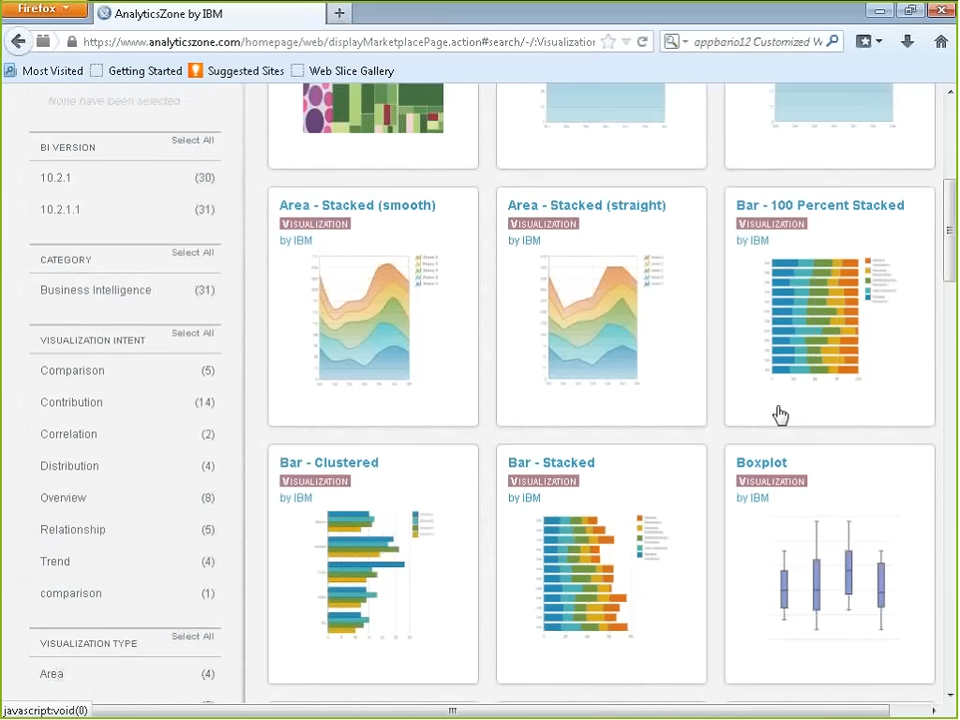 Firefox
AnalyticsZone by IBM
https://www.analyticszone.com/homepage/web/displayMarketplacePage.action#search/-/:Visualization
appbario12 Customized W
Most Visited
Getting Started
Suggested Sites
Web Slice Gallery
None have been selected
BI VERSION Select All
10.2.1 (30)
10.2.1.1 (31)
CATEGORY Select All
Business Intelligence (31)
VISUALIZATION INTENT Select All
Comparison (5)
Contribution (14)
Correlation (2)
Distribution (4)
Overview (8)
Relationship (5)
Trend (4)
comparison (1)
VISUALIZATION TYPE Select All
Area (4)
Area - Stacked (smooth)
VISUALIZATION
by IBM
Area - Stacked (straight)
VISUALIZATION
by IBM
Bar - 100 Percent Stacked
VISUALIZATION
by IBM
Bar - Clustered
VISUALIZATION
by IBM
Bar - Stacked
VISUALIZATION
by IBM
Boxplot
VISUALIZATION
by IBM
javascript:void(0)